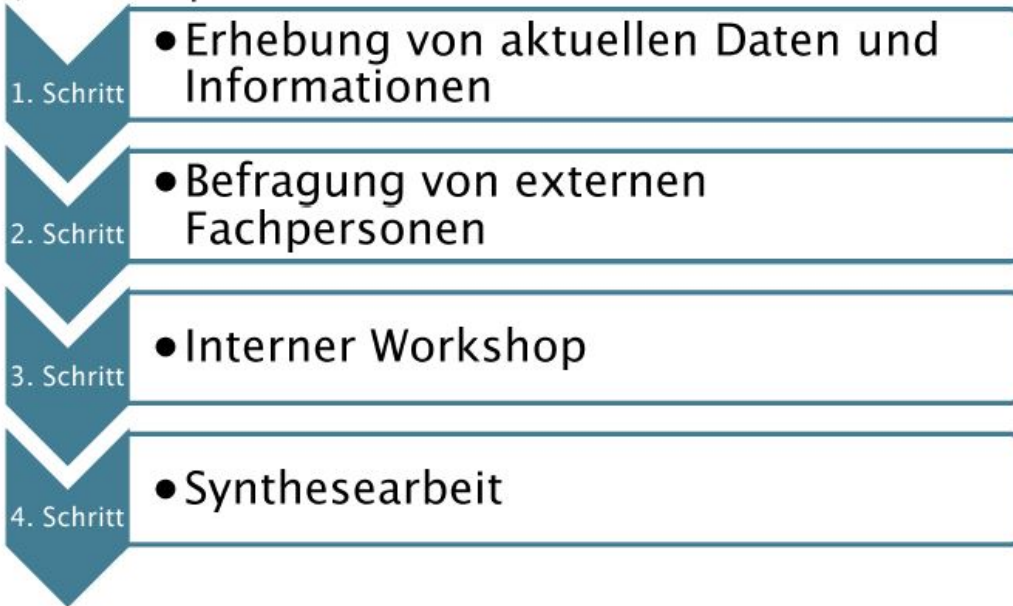 1. Schritt
• Erhebung von aktuellen Daten und
Informationen
2. Schritt
• Befragung von externen
Fachpersonen
3. Schritt
• Interner Workshop
4. Schritt
• Synthesearbeit